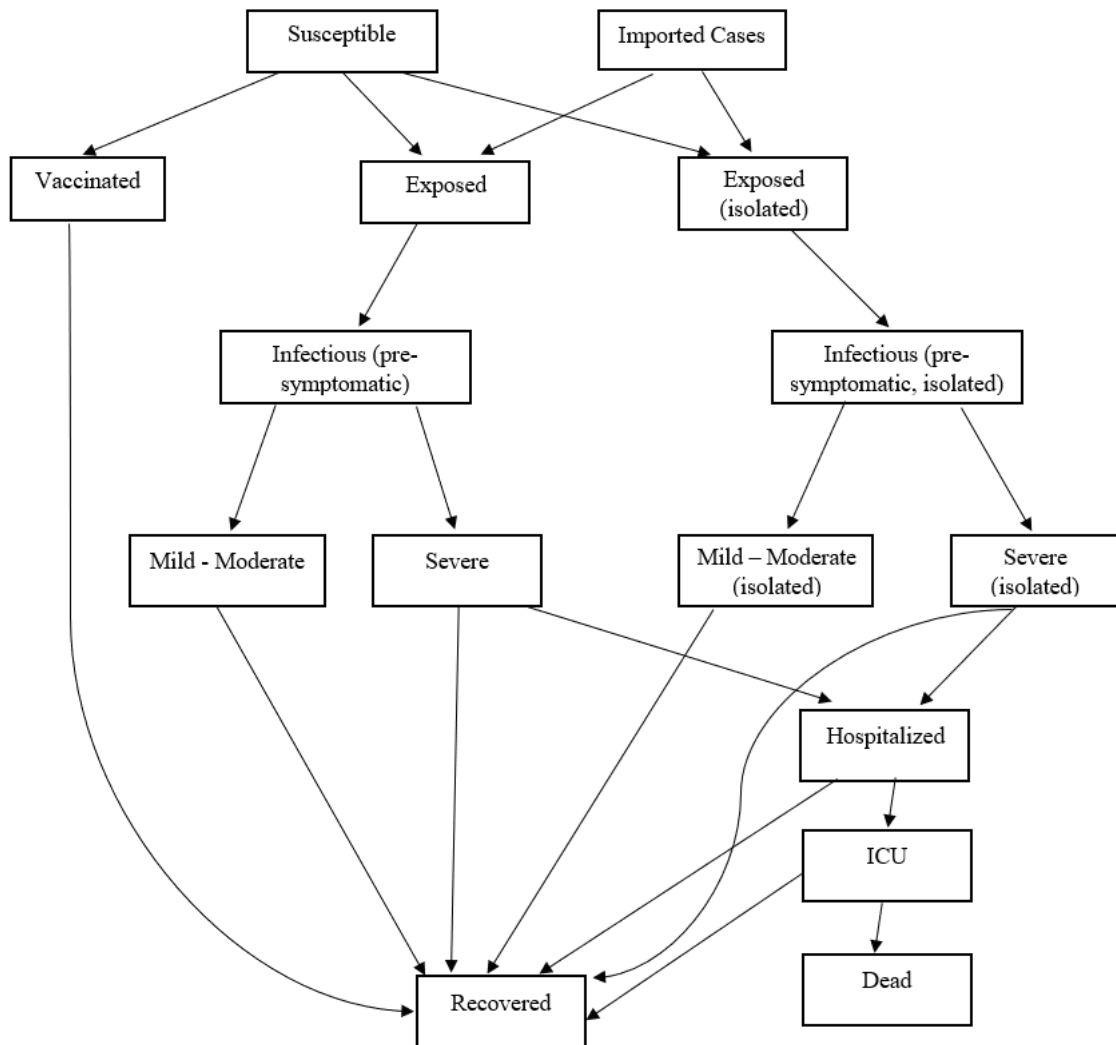 Susceptible
Imported Cases
Vaccinated
Exposed
Exposed
(isolated)
Infectious (pre-
symptomatic)
Infectious (pre-
symptomatic, isolated)
Mild - Moderate
Severe
Mild – Moderate
(isolated)
Severe
(isolated)
Hospitalized
ICU
Dead
Recovered